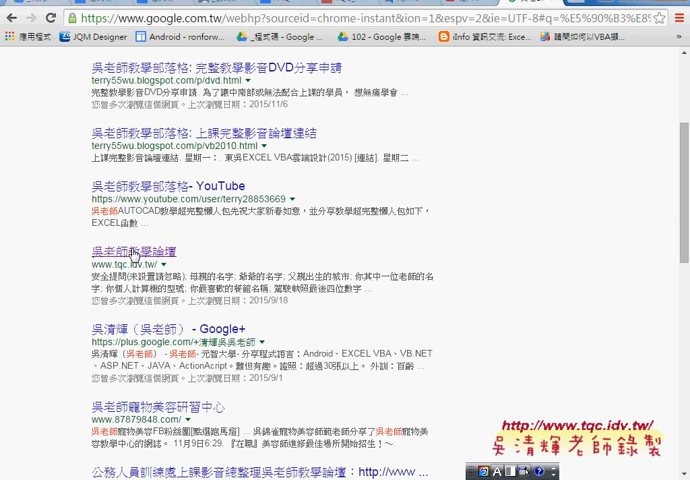 https://www.google.com.tw/webhp?sourceid=chrome-instant&ion=1&espv=2&ie=UTF-8#q=%E5%90%B3%E8%
應用程式 JQM Designer Android - ronforw... _程式碼 - Google ... 102 - Google 雲端... iInfo 資訊交流: Exce...
吳老師教學部落格: 完整教學影音DVD分享申請
terry55wu.blogspot.com/p/dvd.html
完整教學影音DVD分享申請. 為了讓中南部或無法配合上課的學員, 想無痛學會 ...
您曾多次瀏覽這個網頁。上次瀏覽日期：2015/11/6
吳老師教學部落格: 上課完整影音論壇連結
terry55wu.blogspot.com/p/vb2010.html
上課完整影音論壇連結. 星期一：. 東吳EXCEL VBA雲端設計(2015) [連結]. 星期二 ...
吳老師教學部落格- YouTube
https://www.youtube.com/user/terry28853669
吳老師AUTOCAD教學超完整懶人包先祝大家新春如意，並分享教學超完整懶人包如下，
EXCEL函數 ...
吳老師教學論壇
www.tqc.idv.tw/
安全提問(未設置請忽略); 母親的名字; 爺爺的名字; 父親出生的城市; 你其中一位老師的名
字; 你個人計算機的型號; 你最喜歡的餐館名稱; 駕駛執照最後四位數字 ...
您曾多次瀏覽這個網頁。上次瀏覽日期：2015/9/18
吳清輝（吳老師） - Google+
https://plus.google.com/+清輝吳吳老師
吳清輝（吳老師） - 吳老師- 元智大學- 分享程式語言：Android、EXCEL VBA、VB.NET
、ASP.NET、JAVA、ActionAcript。難但有趣。證照：超過30張以上。 外訓：百齡 ...
您曾多次瀏覽這個網頁。上次瀏覽日期：2015/9/1
吳老師寵物美容研習中心
www.87879848.com/
吳老師寵物美容FB粉絲團[點選跑馬燈] ... 吳錦雀寵物美容師範老師分享了吳老師寵物美
容教學中心的網誌。 11月9日6:29. 『在職』美容師進修最佳場所開始招生！～.
公務人員訓練處上課影音總整理吳老師教學論壇：http://www ...
http://www.tqc.idv.tw/
吳清輝老師錄製